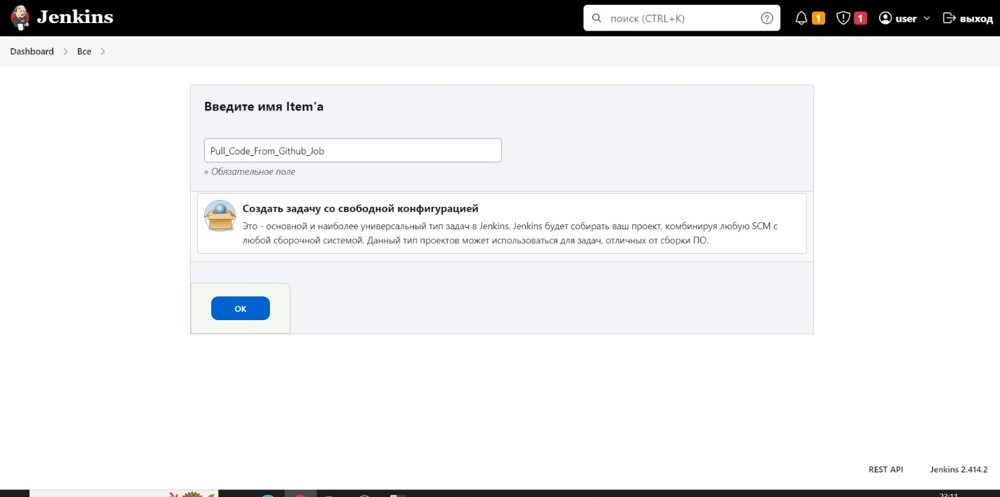 Jenkins
поиск (CTRL+K)
1
1
user
выход
Dashboard
Все
Введите имя Item'а
Pull_Code_From_Github_Job
» Обязательное поле
Создать задачу со свободной конфигурацией
Это - основной и наиболее универсальный тип задач в Jenkins. Jenkins будет собирать ваш проект, комбинируя любую SCM с
любой сборочной системой. Данный тип проектов может использоваться для задач, отличных от сборки ПО.
ОК
REST API
Jenkins 2.414.2